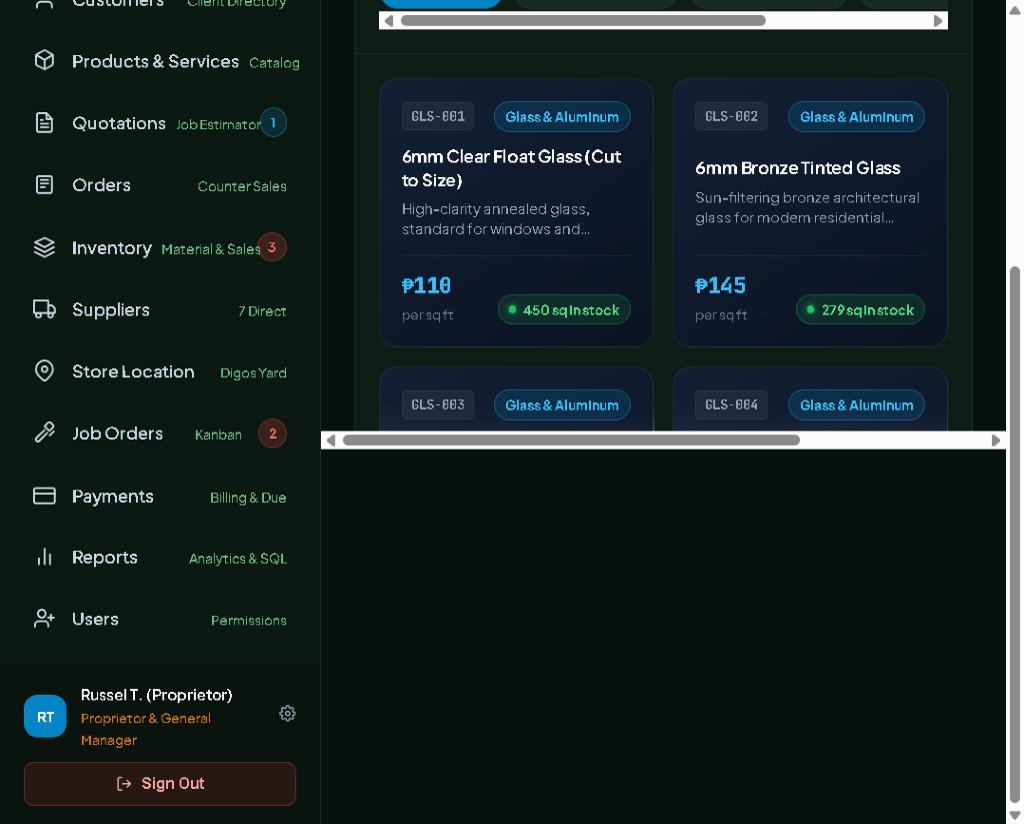 Customers Client Directory
Products & Services Catalog
Quotations Job Estimator 1
Orders Counter Sales
Inventory Material & Sales 3
Suppliers 7 Direct
Store Location Digos Yard
Job Orders Kanban 2
Payments Billing & Due
Reports Analytics & SQL
Users Permissions
RT
Russel T. (Proprietor)
Proprietor & General
Manager
Sign Out
GLS-001 Glass & Aluminum
6mm Clear Float Glass (Cut
to Size)
High-clarity annealed glass,
standard for windows and...
₱110
per sq ft
450 sq in stock
GLS-002 Glass & Aluminum
6mm Bronze Tinted Glass
Sun-filtering bronze architectural
glass for modern residential...
₱145
per sq ft
279 sq in stock
GLS-003 Glass & Aluminum
GLS-004 Glass & Aluminum